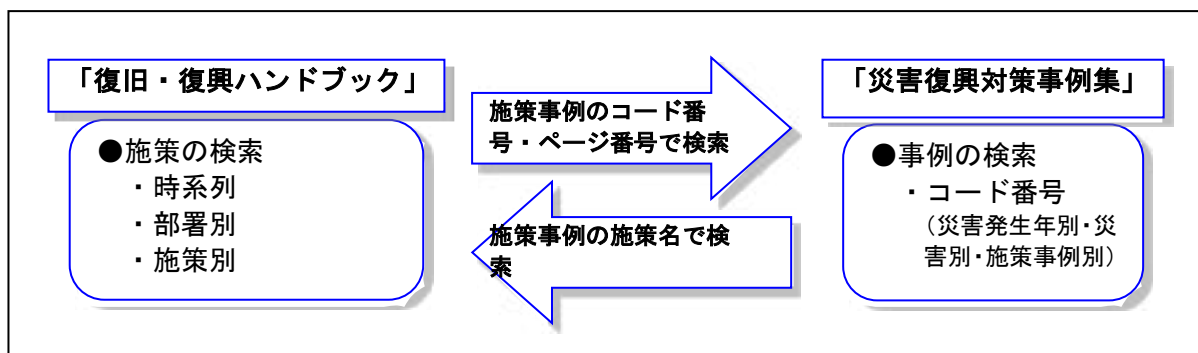 「復旧・復興ハンドブック」
●施策の検索
・時系列
・部署別
・施策別
施策事例のコード番
号・ページ番号で検索
施策事例の施策名で検
索
「災害復興対策事例集」
●事例の検索
・コード番号
（災害発生年別・災
害別・施策事例別）